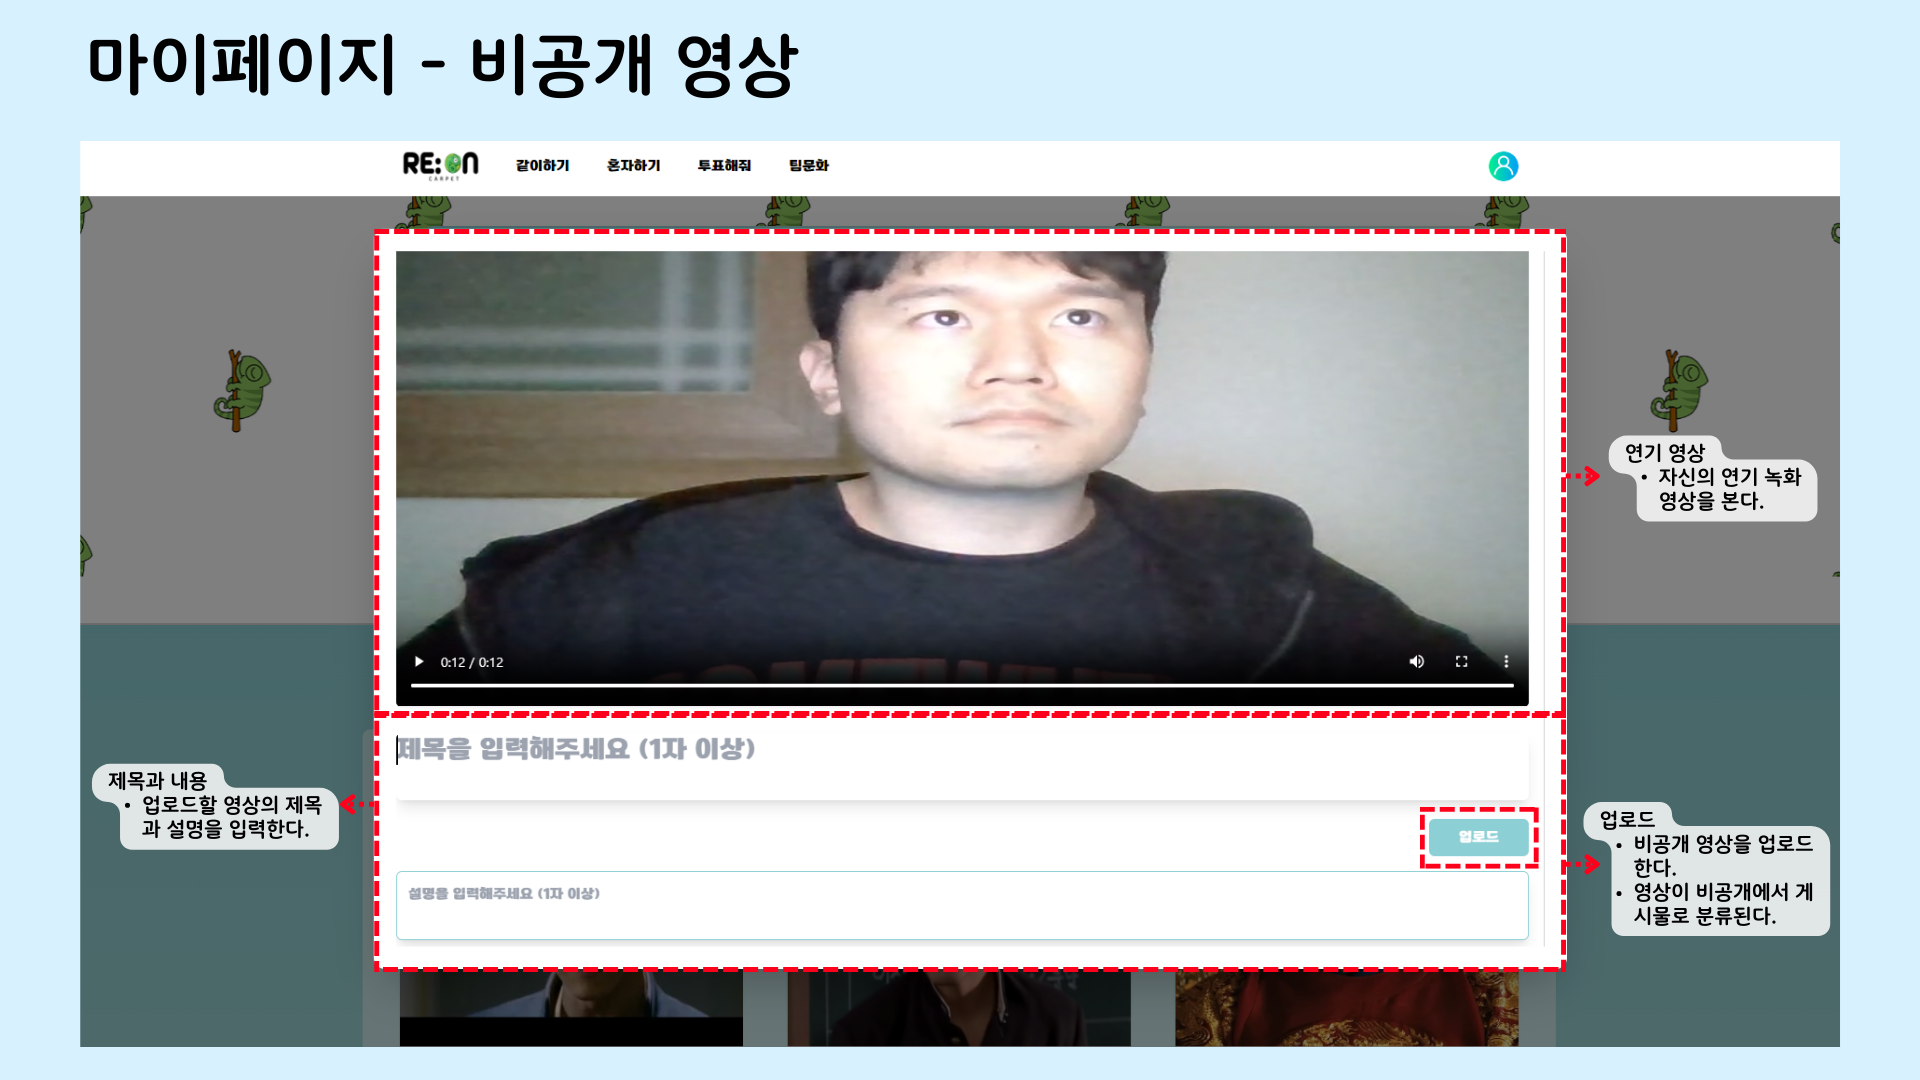 마이페이지 - 비공개 영상
RE:ON
CARPET
같이하기
혼자하기
투표해줘
팁문화
연기 영상
• 자신의 연기 녹화
영상을 본다.
0:12 / 0:12
제목을 입력해주세요 (1자 이상)
제목과 내용
• 업로드할 영상의 제목
과 설명을 입력한다.
업로드
업로드
• 비공개 영상을 업로드
한다.
• 영상이 비공개에서 게
시물로 분류된다.
설명을 입력해주세요 (1자 이상)